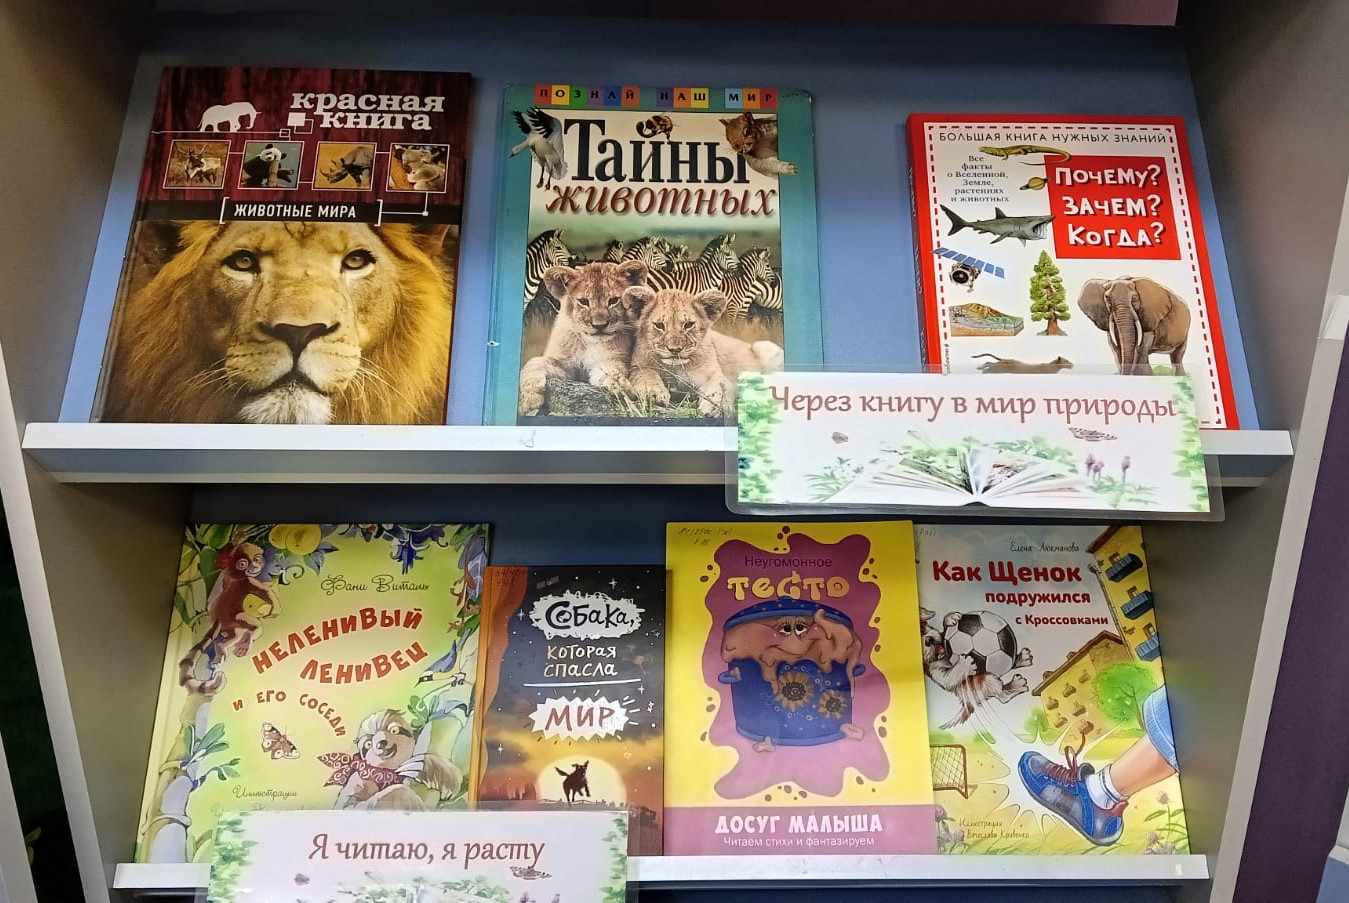 красная
книга
ЖИВОТНЫЕ МИРА
ПОЗНАЙ НАШ МИР
Тайны
животных
БОЛЬШАЯ КНИГА НУЖНЫХ ЗНАНИЙ
Все
факты
о Вселенной,
Земле,
растениях
и животных
ПОЧЕМУ?
ЗАЧЕМ?
КОГДА?
Через книгу в мир природы
Фани Виталь
НЕЛЕНИВЫЙ
ЛЕНИВЕЦ
И ЕГО СОСЕДИ
Иллюстрации
СОБАКА,
КОТОРАЯ
СПАСЛА
МИР
Неугомонное
ТЕСТО
ДОСУГ МАЛЫША
Читаем стихи и фантазируем
Елена Люкманова
Как Щенок
подружился
с Кроссовками
Иллюстрации
Я читаю, я расту